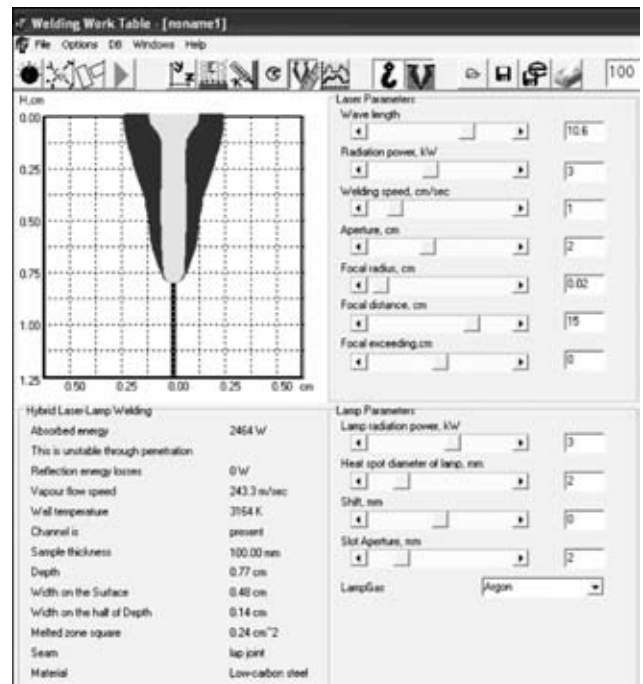 Welding Work Table - [noname1]
File Options DB Windows Help
100
H,cm
0.00
0.25
0.50
0.75
1.00
1.25
0.50 0.25 0.00 0.25 0.50 cm
Laser Parameters
Wave length
10.6
Radiation power, kW
3
Welding speed, cm/sec
1
Aperture, cm
2
Focal radius, cm
0.02
Focal distance, cm
15
Focal exceeding,cm
0
Hybrid Laser-Lamp Welding
Absorbed energy 2464 W
This is unstable through penetration
Reflection energy losses 0 W
Vapour flow speed 243.3 m/sec
Wall temperature 3164 K
Channel is present
Sample thickness 100.00 mm
Depth 0.77 cm
Width on the Surface 0.48 cm
Width on the half of Depth 0.14 cm
Melted zone square 0.24 cm^2
Seam lap joint
Material Low-carbon steel
Lamp Parameters
Lamp radiation power, kW
3
Heat spot diameter of lamp, mm
2
Shift, mm
0
Slot Aperture, mm
2
LampGas Argon